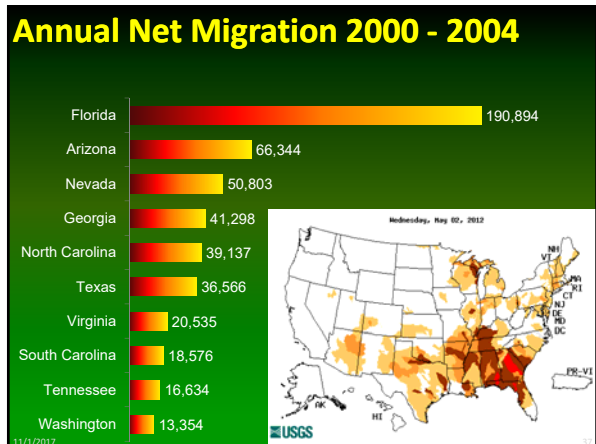 Annual Net Migration 2000 - 2004
Florida 190,894
Arizona 66,344
Nevada 50,803
Georgia 41,298
North Carolina 39,137
Texas 36,566
Virginia 20,535
South Carolina 18,576
Tennessee 16,634
Washington 13,354
Wednesday, May 02, 2012
NH
VT
MA
RI
CT
NJ
DE
MD
DC
PR-VI
AK
HI
USGS
11/1/2017
37